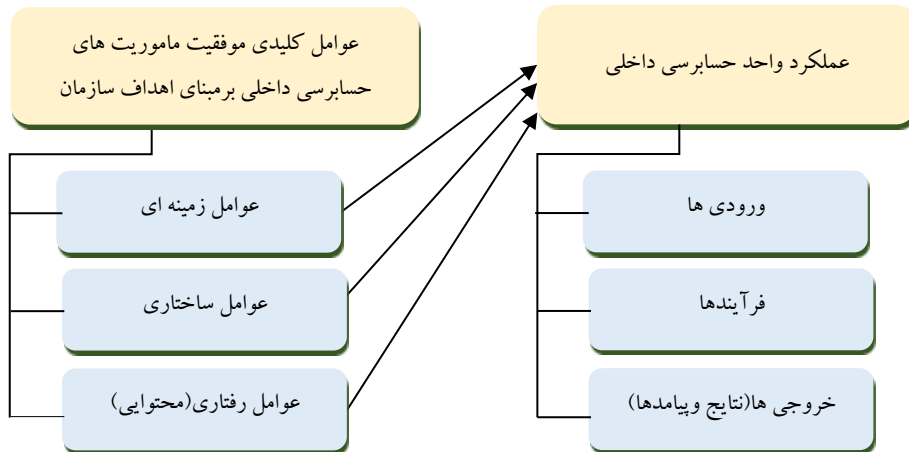 عوامل کلیدی موفقیت ماموریت های
حسابرسی داخلی برمبنای اهداف سازمان
عوامل زمینه ای
عوامل ساختاری
عوامل رفتاری(محتوایی)
عملکرد واحد حسابرسی داخلی
ورودی ها
فرآیندها
خروجی ها(نتایج وپیامدها)